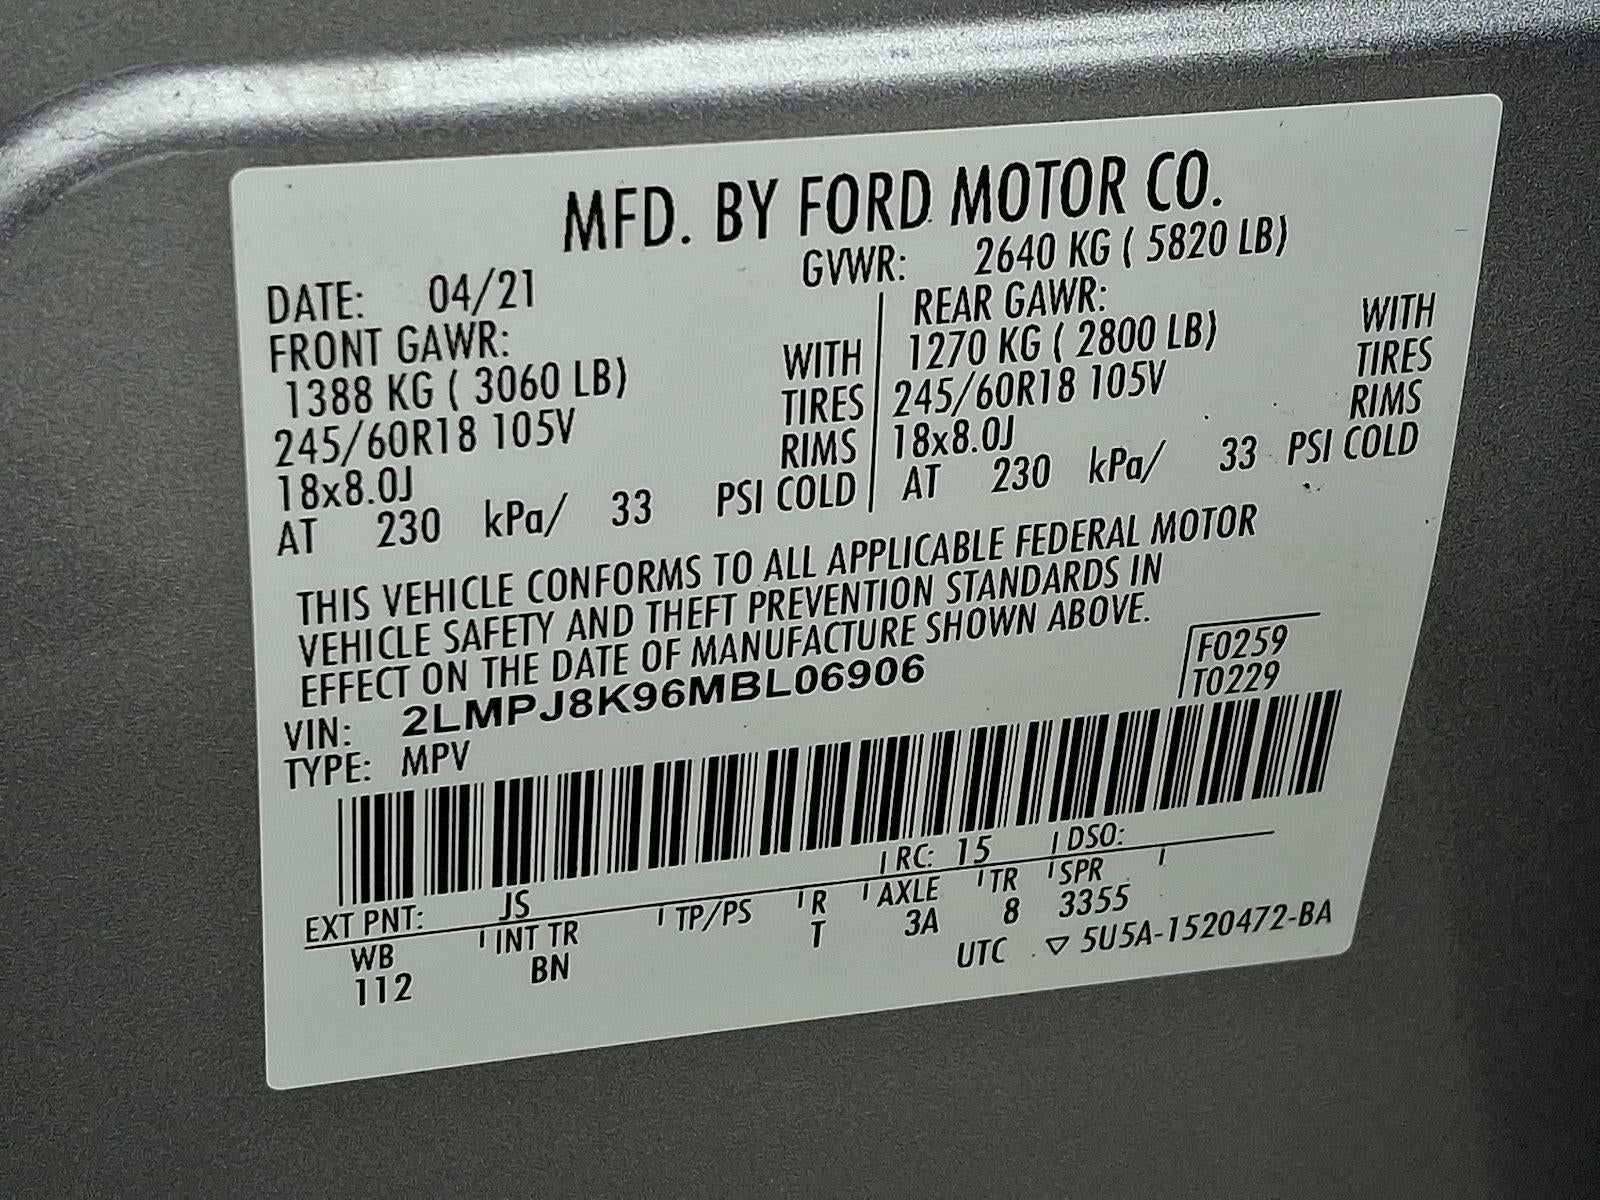 MFD. BY FORD MOTOR CO.
DATE: 04/21 GVWR: 2640 KG ( 5820 LB)
FRONT GAWR: REAR GAWR:
1388 KG ( 3060 LB) WITH 1270 KG ( 2800 LB) WITH
245/60R18 105V TIRES 245/60R18 105V TIRES
18x8.0J RIMS 18x8.0J RIMS
AT 230 kPa/ 33 PSI COLD AT 230 kPa/ 33 PSI COLD
THIS VEHICLE CONFORMS TO ALL APPLICABLE FEDERAL MOTOR
VEHICLE SAFETY AND THEFT PREVENTION STANDARDS IN
EFFECT ON THE DATE OF MANUFACTURE SHOWN ABOVE.
VIN: 2LMPJ8K96MBL06906 F0259
TYPE: MPV T0229
EXT PNT: JS RC: 15 DSO:
WB INT TR TP/PS R AXLE TR SPR
112 BN T 3A 8 3355
UTC ▽ 5U5A-1520472-BA